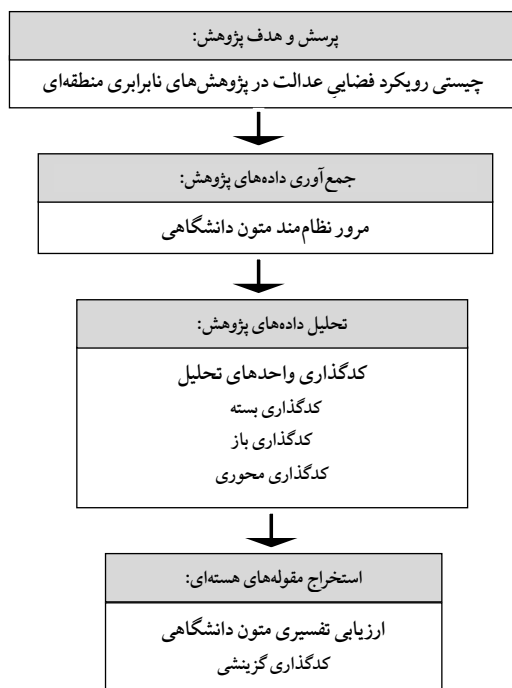 پرسش و هدف پژوهش:
چیستی رویکرد فضاییِ عدالت در پژوهش‌های نابرابری منطقه‌ای
جمع‌آوری داده‌های پژوهش:
مرور نظام‌مند متون دانشگاهی
تحلیل داده‌های پژوهش:
کدگذاری واحدهای تحلیل
کدگذاری بسته
کدگذاری باز
کدگذاری محوری
استخراج مقوله‌های هسته‌ای:
ارزیابی تفسیری متون دانشگاهی
کدگذاری گزینشی